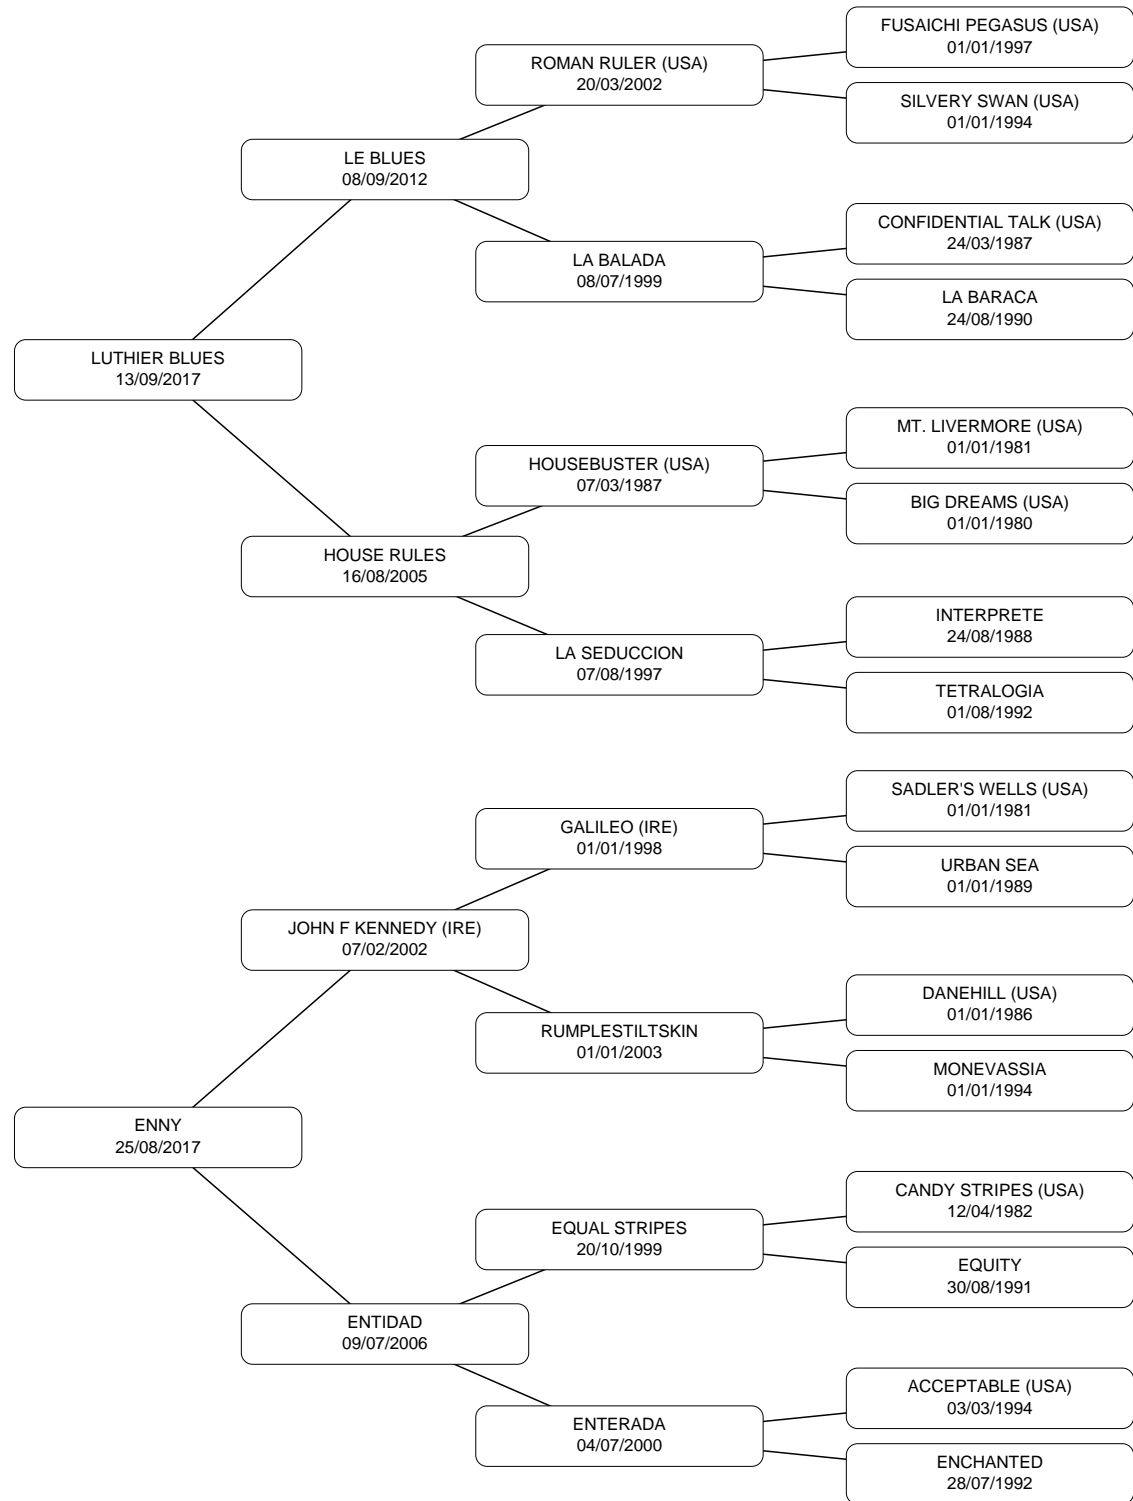 FUSAICHI PEGASUS (USA)
01/01/1997
ROMAN RULER (USA)
20/03/2002
SILVERY SWAN (USA)
01/01/1994
LE BLUES
08/09/2012
CONFIDENTIAL TALK (USA)
24/03/1987
LA BALADA
08/07/1999
LA BARACA
24/08/1990
LUTHIER BLUES
13/09/2017
MT. LIVERMORE (USA)
01/01/1981
HOUSEBUSTER (USA)
07/03/1987
BIG DREAMS (USA)
01/01/1980
HOUSE RULES
16/08/2005
INTERPRETE
24/08/1988
LA SEDUCCION
07/08/1997
TETRALOGIA
01/08/1992
SADLER'S WELLS (USA)
01/01/1981
GALILEO (IRE)
01/01/1998
URBAN SEA
01/01/1989
JOHN F KENNEDY (IRE)
07/02/2002
DANEHILL (USA)
01/01/1986
RUMPLESTILTSKIN
01/01/2003
MONEVASSIA
01/01/1994
ENNY
25/08/2017
CANDY STRIPES (USA)
12/04/1982
EQUAL STRIPES
20/10/1999
EQUITY
30/08/1991
ENTIDAD
09/07/2006
ACCEPTABLE (USA)
03/03/1994
ENTERADA
04/07/2000
ENCHANTED
28/07/1992